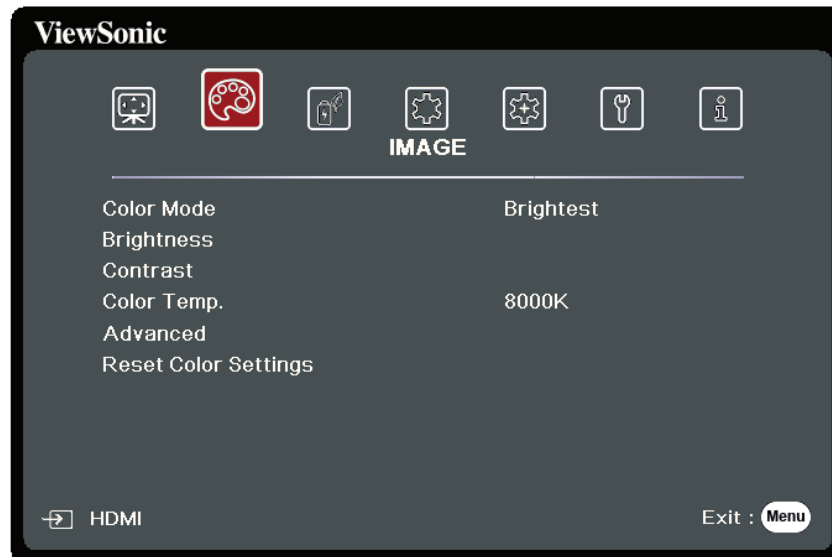 ViewSonic
IMAGE
Color Mode Brightest
Brightness
Contrast
Color Temp. 8000K
Advanced
Reset Color Settings
HDMI Exit : Menu